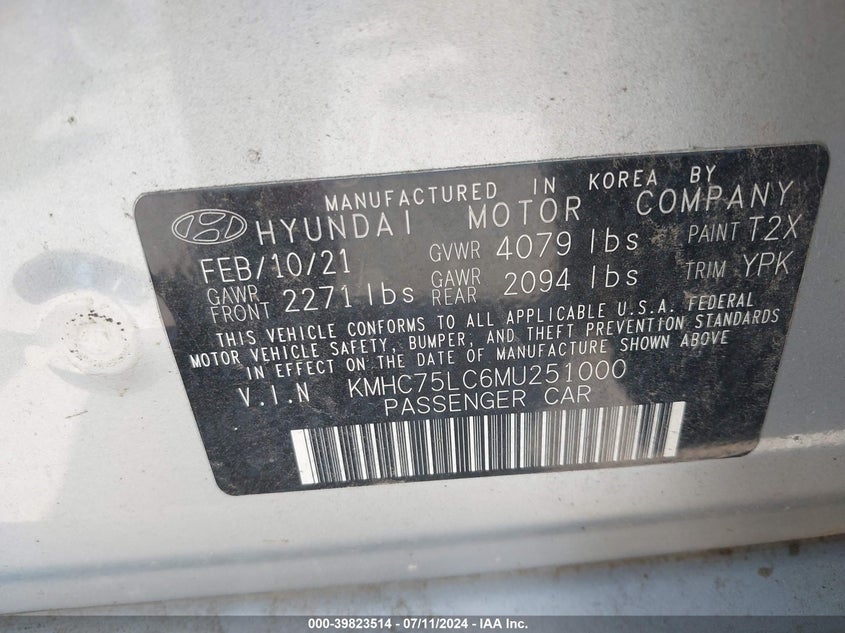 MANUFACTURED IN KOREA BY
HYUNDAI MOTOR COMPANY
FEB/10/21 GVWR 4079 lbs PAINT T2X
GAWR FRONT 2271 lbs GAWR REAR 2094 lbs TRIM YPK
THIS VEHICLE CONFORMS TO ALL APPLICABLE U.S.A. FEDERAL
MOTOR VEHICLE SAFETY, BUMPER, AND THEFT PREVENTION STANDARDS
IN EFFECT ON THE DATE OF MANUFACTURE SHOWN ABOVE
V.I.N KMHC75LC6MU251000
PASSENGER CAR
000-39823514 - 07/11/2024 - IAA Inc.